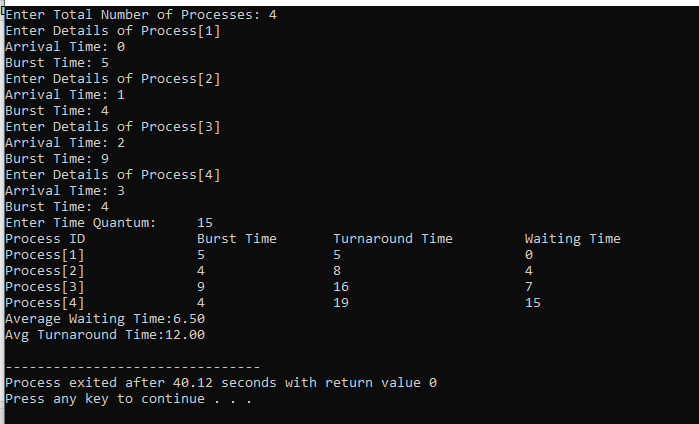 Enter Total Number of Processes: 4
Enter Details of Process[1]
Arrival Time: 0
Burst Time: 5
Enter Details of Process[2]
Arrival Time: 1
Burst Time: 4
Enter Details of Process[3]
Arrival Time: 2
Burst Time: 9
Enter Details of Process[4]
Arrival Time: 3
Burst Time: 4
Enter Time Quantum: 15
Process ID Burst Time Turnaround Time Waiting Time
Process[1] 5 5 0
Process[2] 4 8 4
Process[3] 9 16 7
Process[4] 4 19 15
Average Waiting Time:6.50
Avg Turnaround Time:12.00
--------------------------------
Process exited after 40.12 seconds with return value 0
Press any key to continue . . .